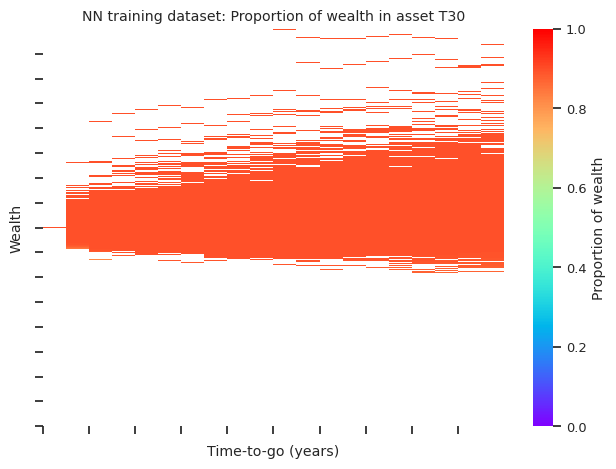 NN training dataset: Proportion of wealth in asset T30
Wealth
Time-to-go (years)
1.0
0.8
0.6
0.4
0.2
0.0
Proportion of wealth